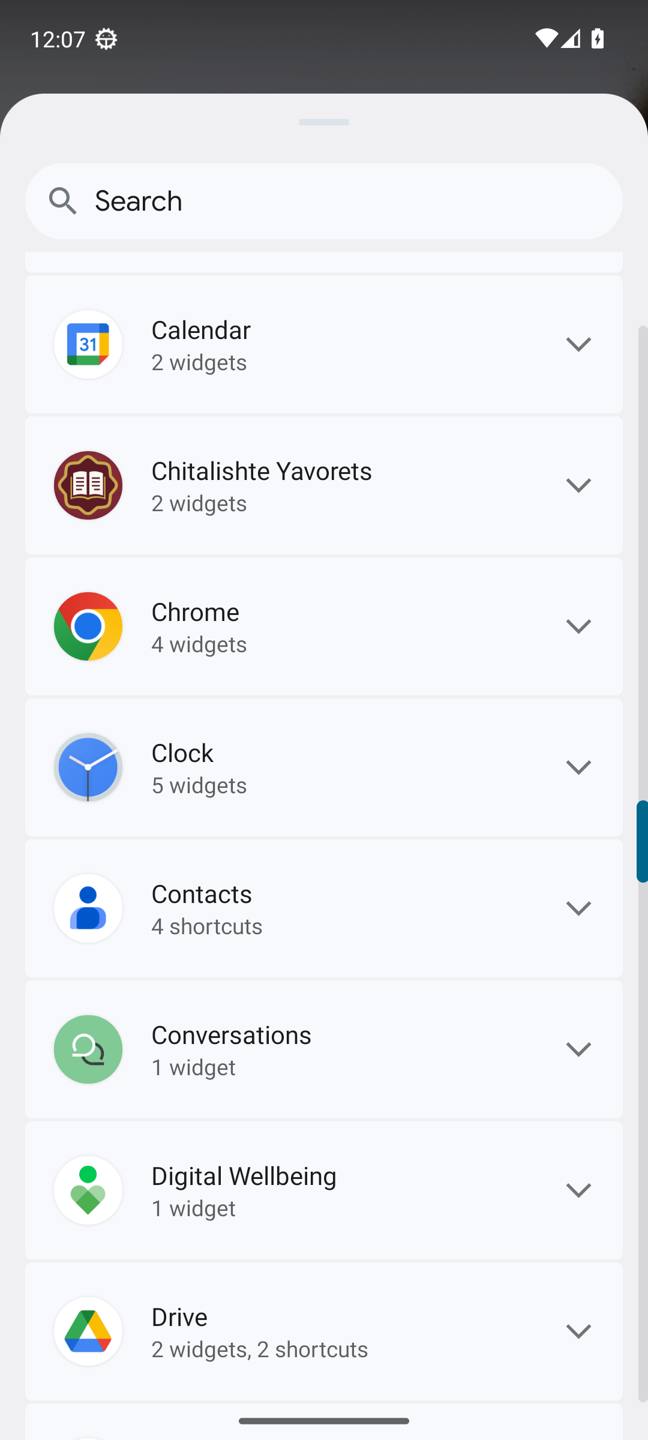 12:07
Search
Calendar
2 widgets
31
Chitalishte Yavorets
2 widgets
Chrome
4 widgets
Clock
5 widgets
Contacts
4 shortcuts
Conversations
1 widget
Digital Wellbeing
1 widget
Drive
2 widgets, 2 shortcuts